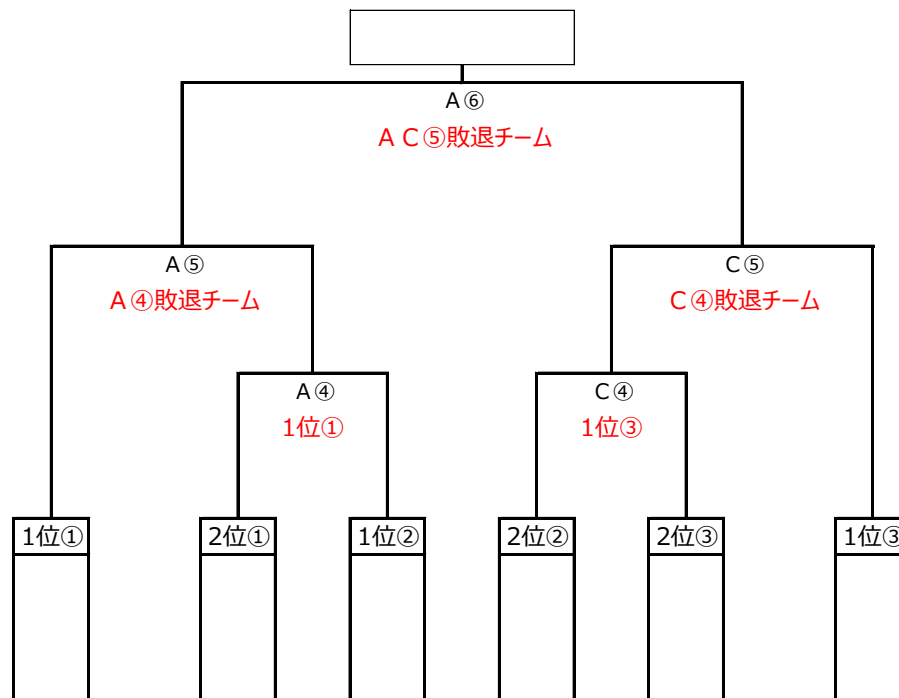 A⑥
AC⑤敗退チーム
A⑤
C⑤
A④敗退チーム
C④敗退チーム
A④
C④
1位①
1位③
1位①
2位①
1位②
2位②
2位③
1位③